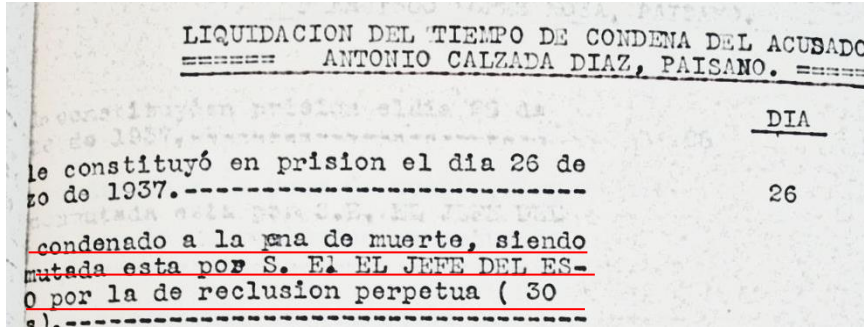 LIQUIDACION DEL TIEMPO DE CONDENA DEL ACUSADO
====== ANTONIO CALZADA DIAZ, PAISANO. =====
DIA
le constituyó en prision el dia 26 de
zo de 1937.-----------------------------
26
condenado a la pna de muerte, siendo
mutada esta por S. El EL JEFE DEL ES-
o por la de reclusion perpetua ( 30
s).-------------------------------------